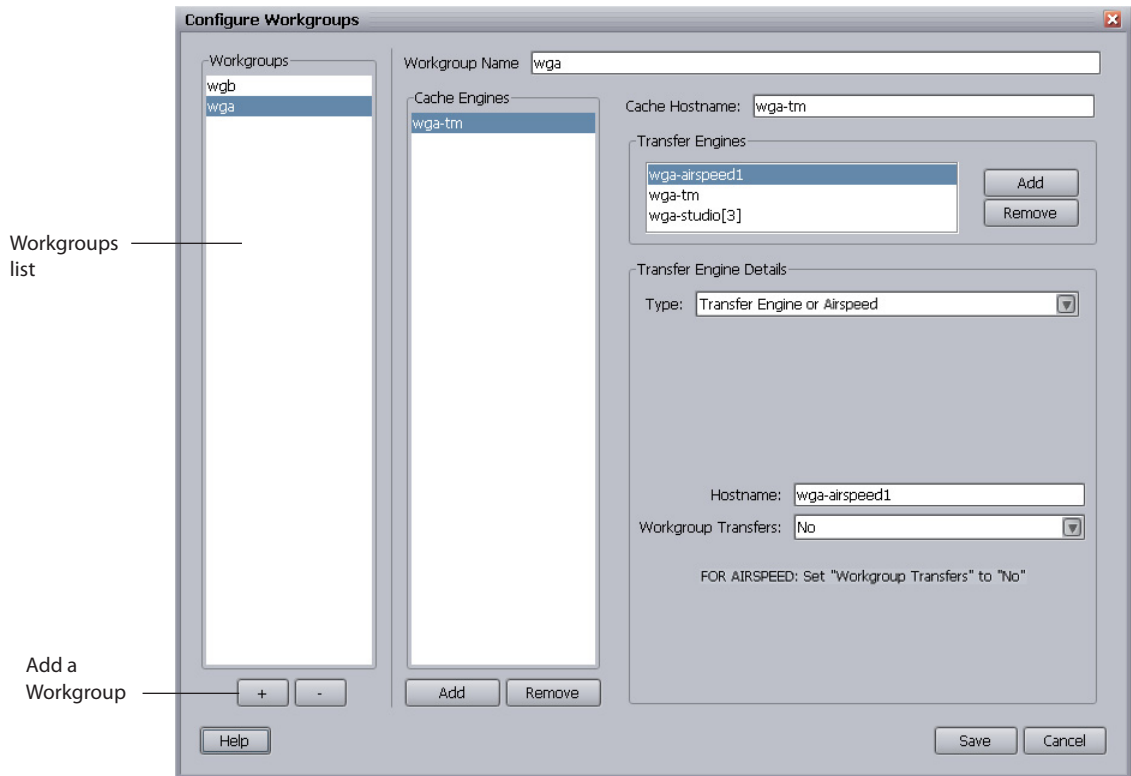 Configure Workgroups
Workgroups
wgb
wga
Workgroup Name wga
Cache Engines
wga-tm
Cache Hostname: wga-tm
Transfer Engines
wga-airspeed1
wga-tm
wga-studio[3]
Add
Remove
Transfer Engine Details
Type: Transfer Engine or Airspeed
Hostname: wga-airspeed1
Workgroup Transfers: No
FOR AIRSPEED: Set "Workgroup Transfers" to "No"
Workgroups
list
Add a
Workgroup
+ -
Add Remove
Help
Save Cancel